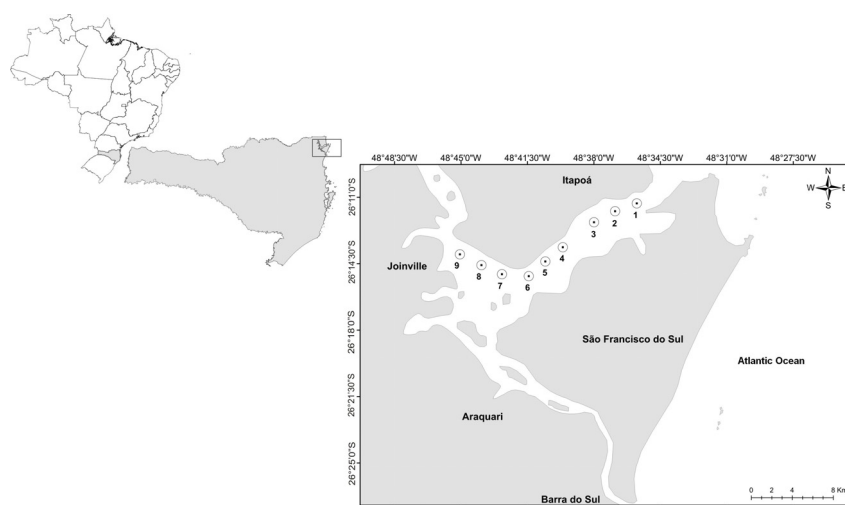 48°48'30"W 48°45'0"W 48°41'30"W 48°38'0"W 48°34'30"W 48°31'0"W 48°27'30"W
N
W E
S
Itapoá
26°11'0"S
1
2
3
4
Joinville
26°14'30"S
9
8
7
6
5
26°18'0"S
São Francisco do Sul
Atlantic Ocean
26°21'30"S
Araquari
26°25'0"S
Barra do Sul
0 2 4 8 Km